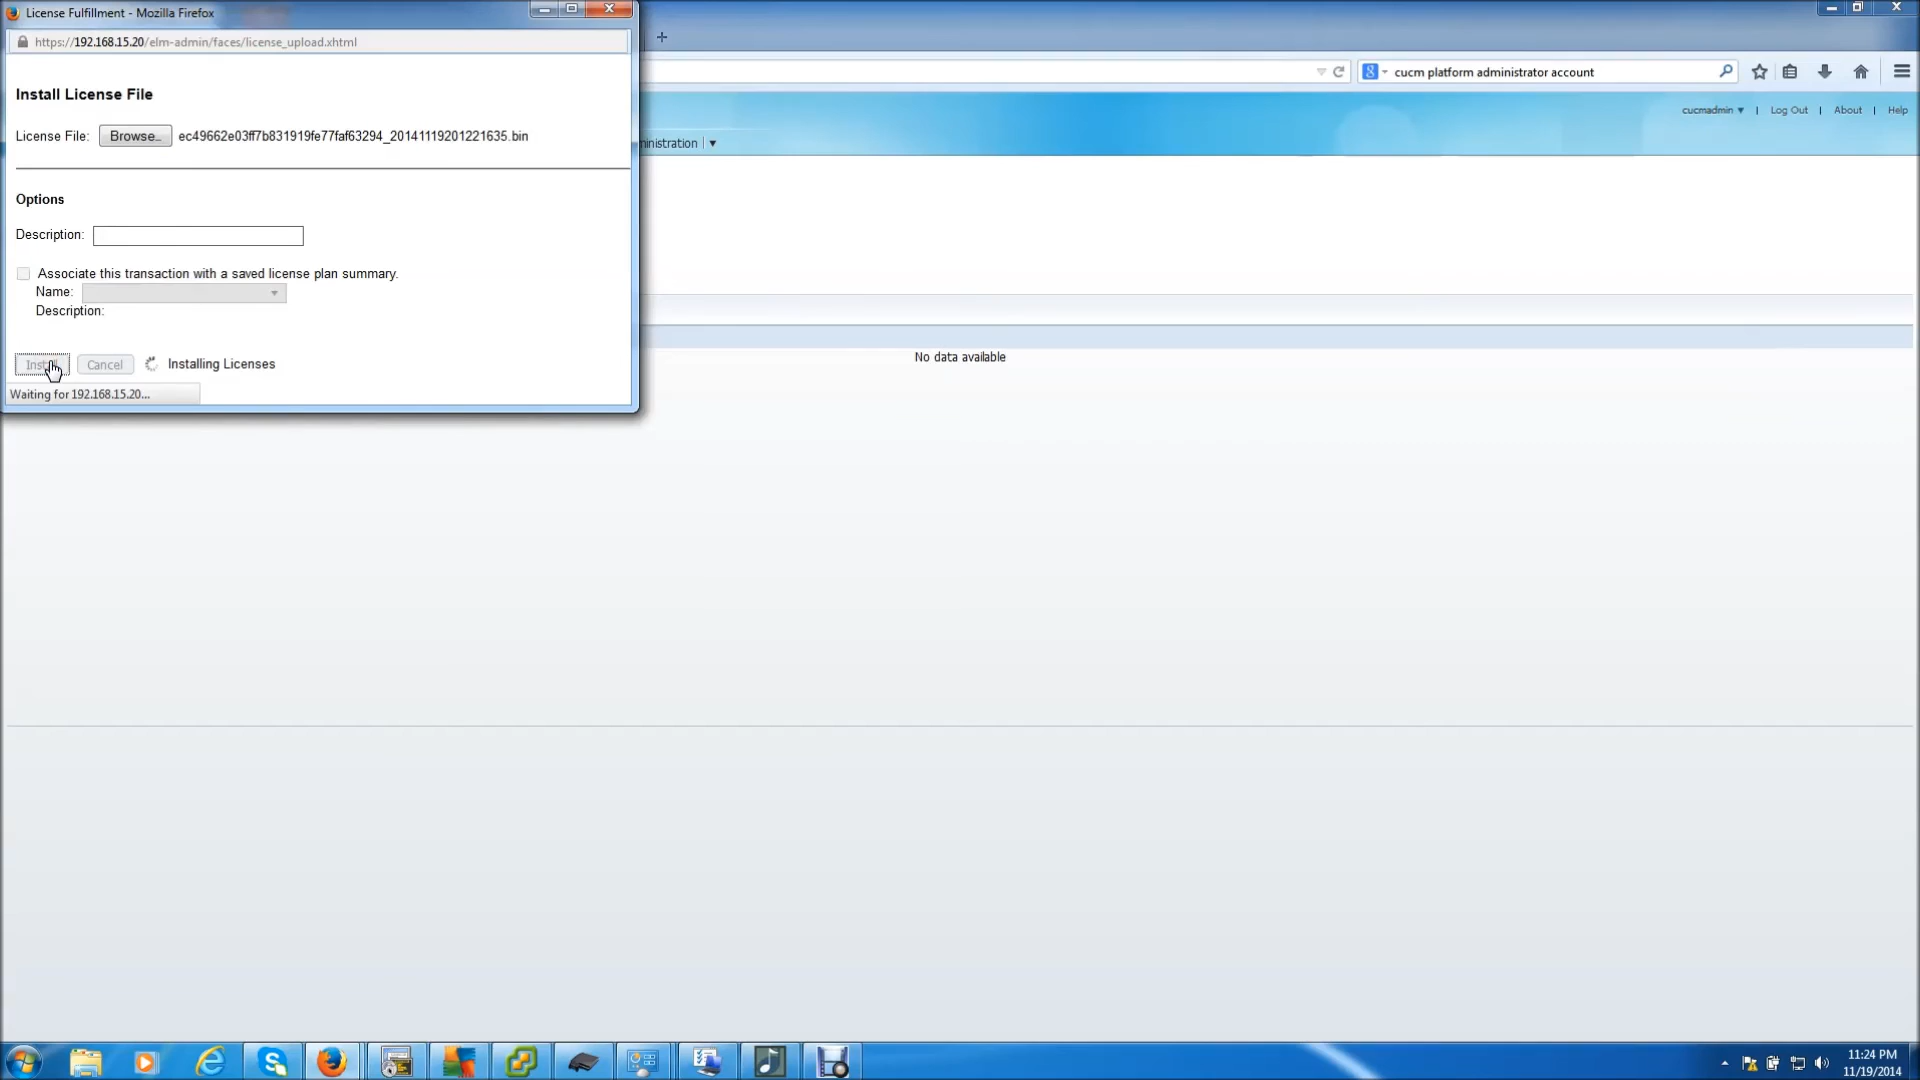 License Fulfillment - Mozilla Firefox
https://192.168.15.20/elm-admin/faces/license_upload.xhtml
cucm platform administrator account
cucmadmin | Log Out | About | Help
Install License File
License File: Browse... ec49662e03ff7b831919fe77faf63294_20141119201221635.bin
ministration
Options
Description:
Associate this transaction with a saved license plan summary.
Name:
Description:
No data available
Install Cancel Installing Licenses
Waiting for 192.168.15.20...
11:24 PM
11/19/2014